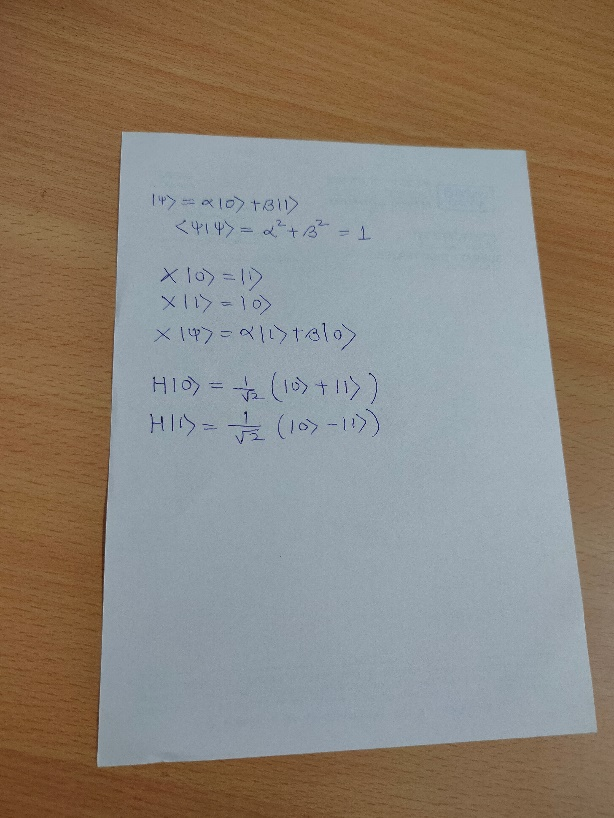 |ψ⟩ = α|0⟩ + β|1⟩
⟨ψ|ψ⟩ = α² + β² = 1
X|0⟩ = |1⟩
X|1⟩ = |0⟩
X|ψ⟩ = α|1⟩ + β|0⟩
H|0⟩ = 1/√2 (|0⟩ + |1⟩)
H|1⟩ = 1/√2 (|0⟩ - |1⟩)